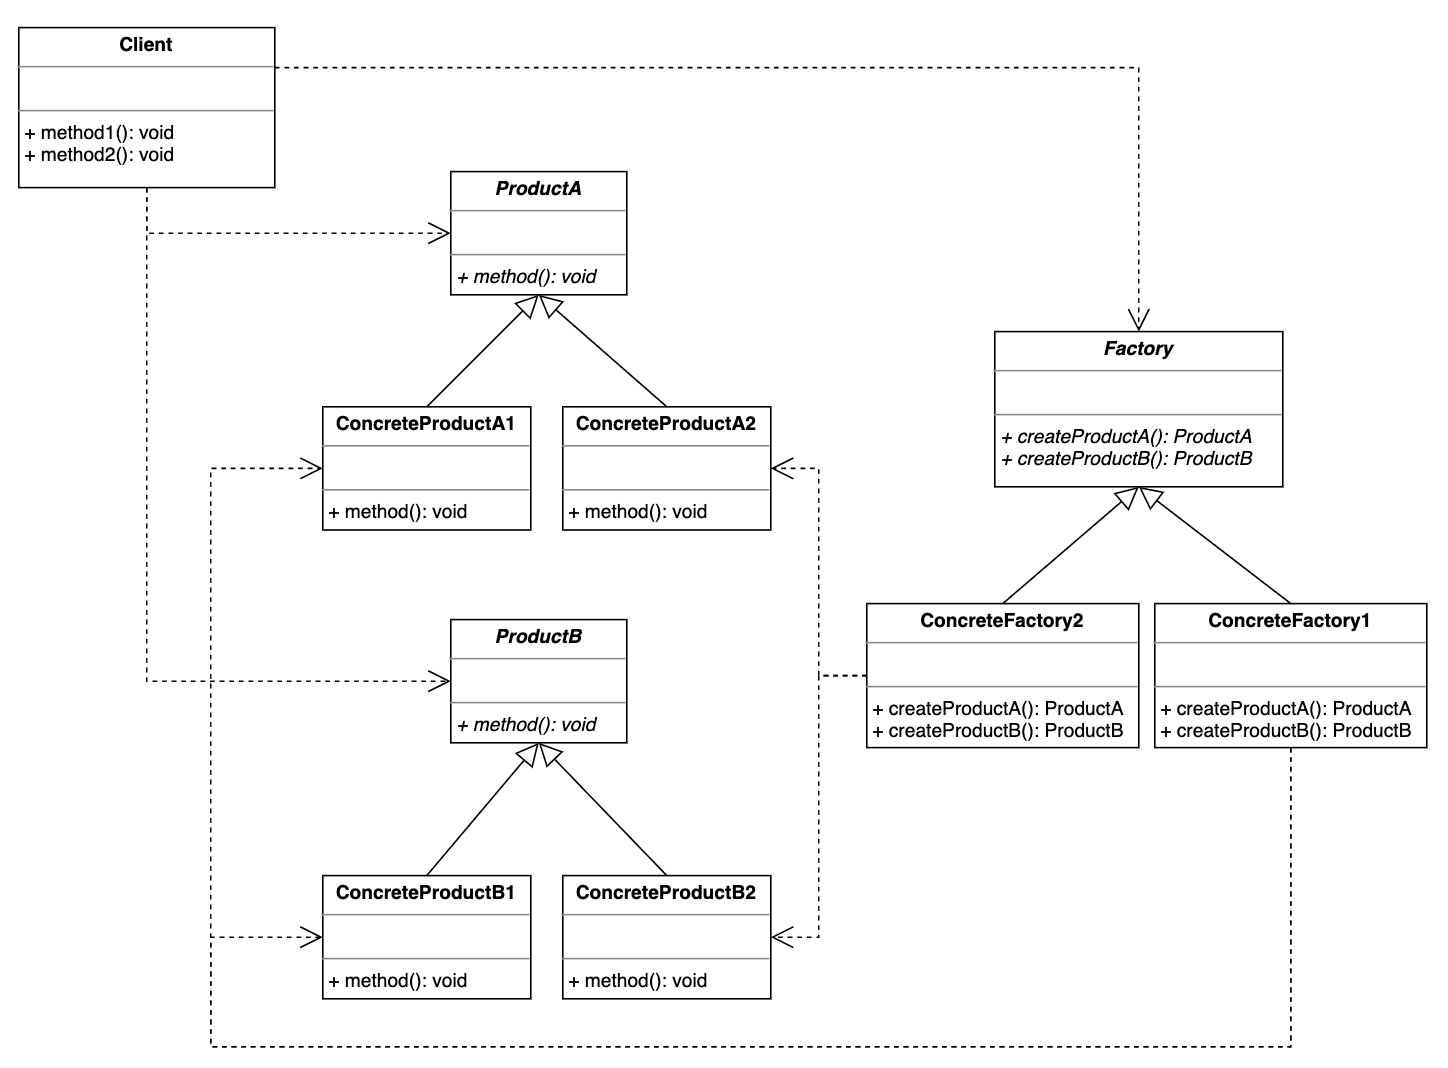 Client
+ method1(): void
+ method2(): void
ProductA
+ method(): void
Factory
+ createProductA(): ProductA
+ createProductB(): ProductB
ConcreteProductA1
+ method(): void
ConcreteProductA2
+ method(): void
ProductB
+ method(): void
ConcreteFactory2
+ createProductA(): ProductA
+ createProductB(): ProductB
ConcreteFactory1
+ createProductA(): ProductA
+ createProductB(): ProductB
ConcreteProductB1
+ method(): void
ConcreteProductB2
+ method(): void